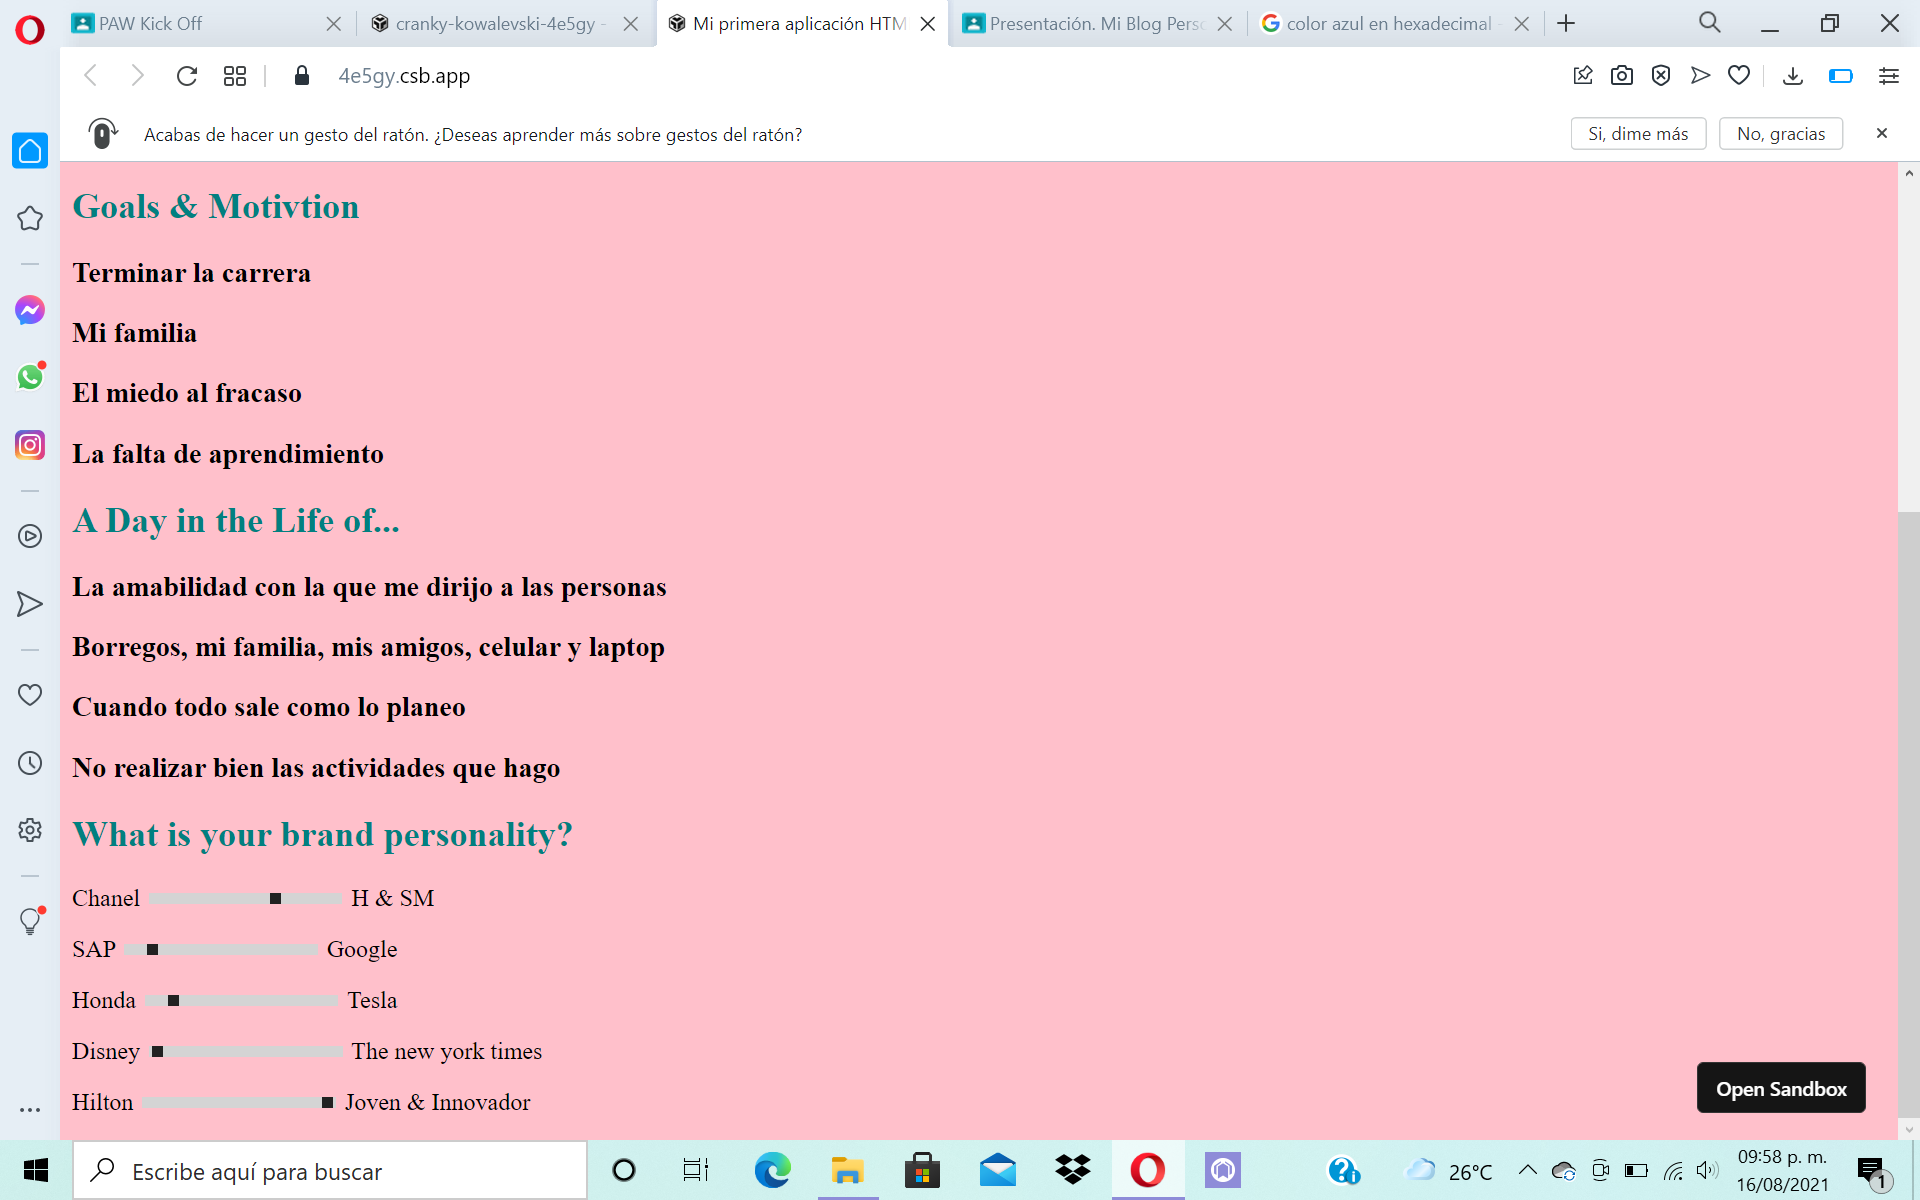 PAW Kick Off
cranky-kowalevski-4e5gy -
Mi primera aplicación HTM
Presentación. Mi Blog Perso
color azul en hexadecimal -
4e5gy.csb.app
Acabas de hacer un gesto del ratón. ¿Deseas aprender más sobre gestos del ratón?
Si, dime más
No, gracias
Goals & Motivtion
Terminar la carrera
Mi familia
El miedo al fracaso
La falta de aprendimiento
A Day in the Life of...
La amabilidad con la que me dirijo a las personas
Borregos, mi familia, mis amigos, celular y laptop
Cuando todo sale como lo planeo
No realizar bien las actividades que hago
What is your brand personality?
Chanel H & SM
SAP Google
Honda Tesla
Disney The new york times
Hilton Joven & Innovador
Open Sandbox
Escribe aquí para buscar
26°C
09:58 p. m.
16/08/2021
1